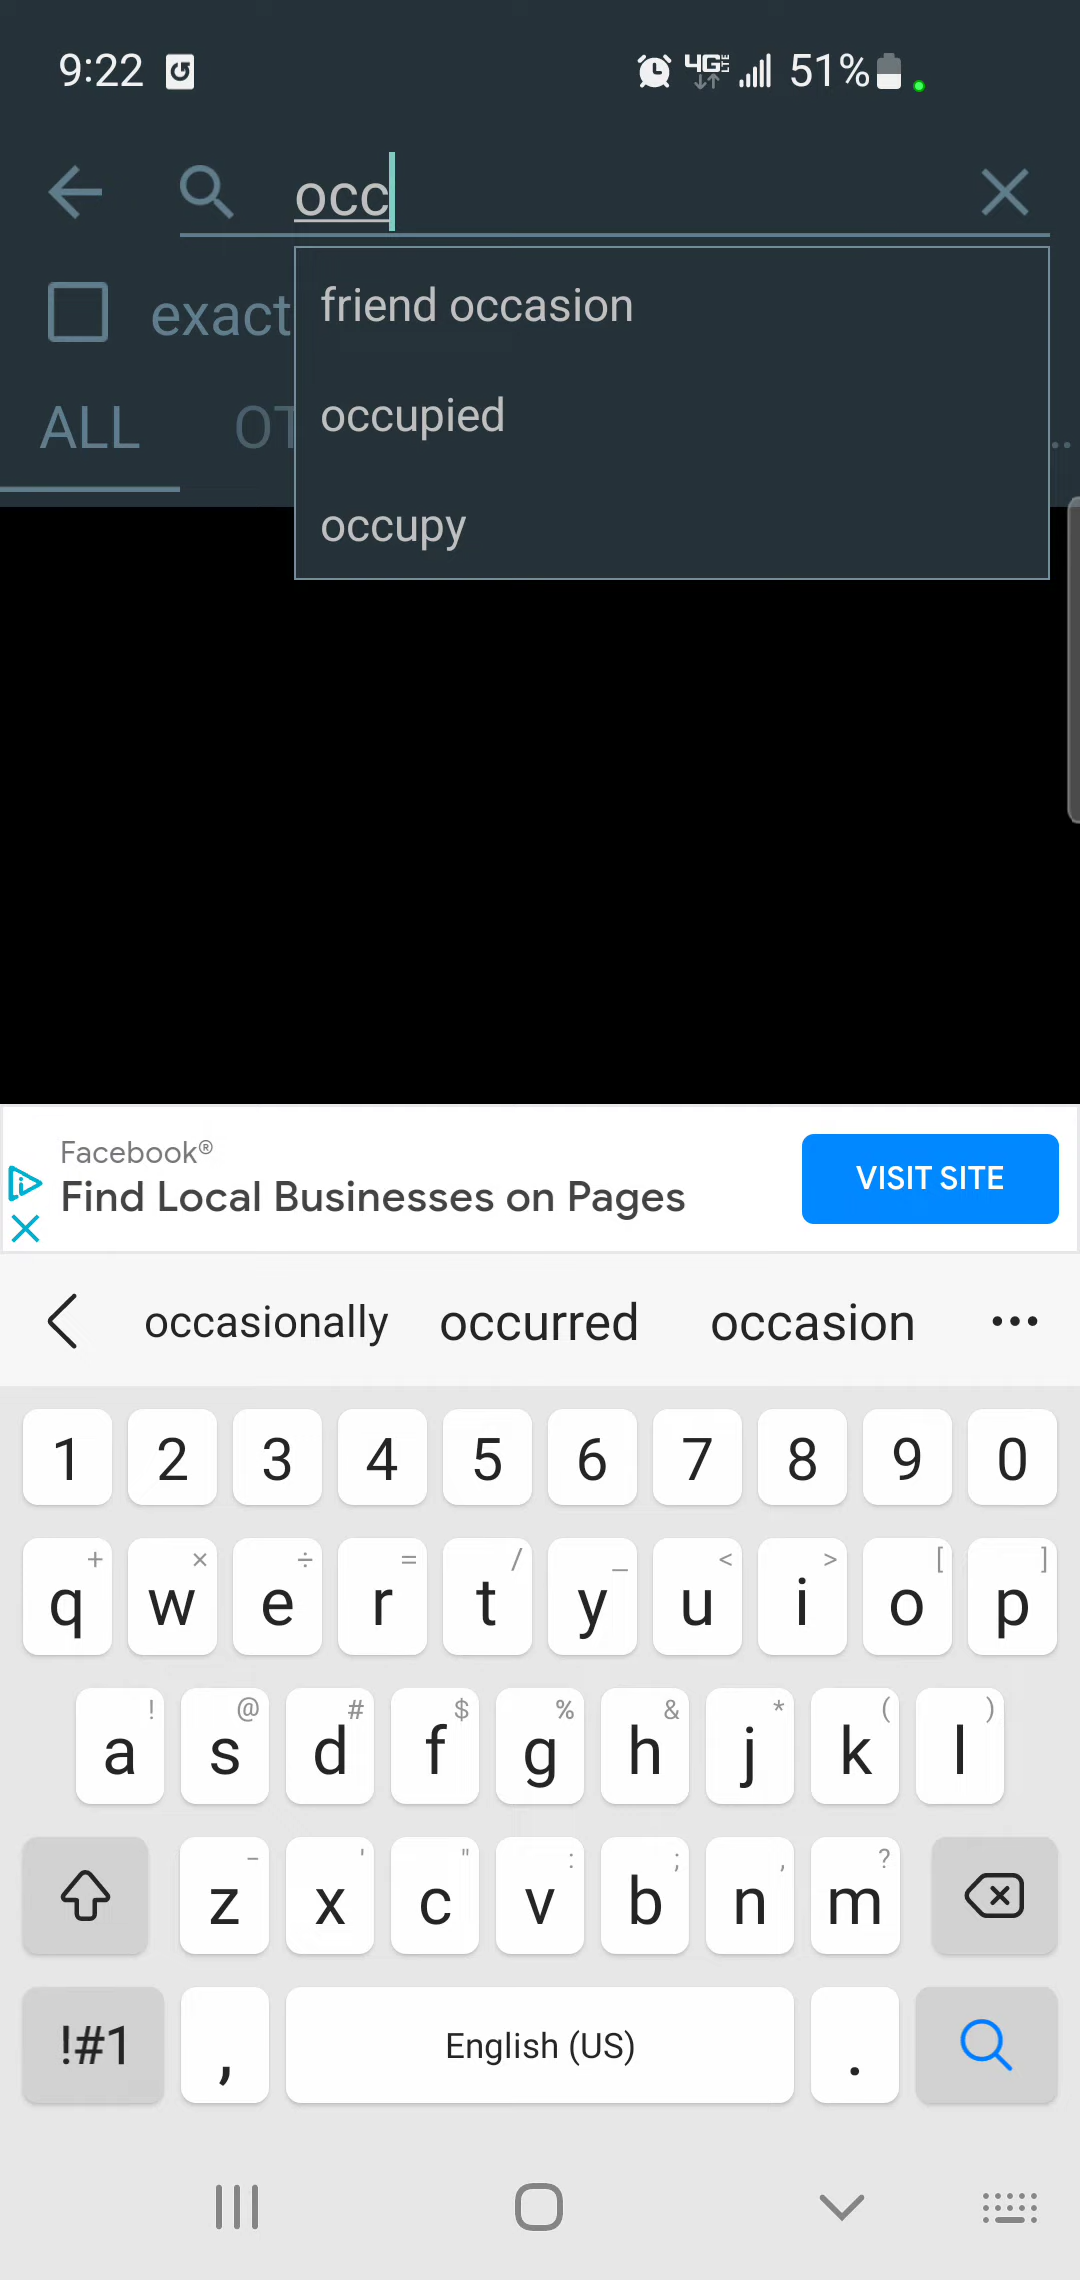 9:22 4G LTE 51%
occ
exact
friend occasion
ALL
occupied
occupy
Facebook®
Find Local Businesses on Pages
VISIT SITE
occasionally occurred occasion ...
1 2 3 4 5 6 7 8 9 0
+ × ÷ = / _ < > [ ]
q w e r t y u i o p
! @ # $ % & * ( )
a s d f g h j k l
- ' " : ; , ?
z x c v b n m
!#1 , English (US) .